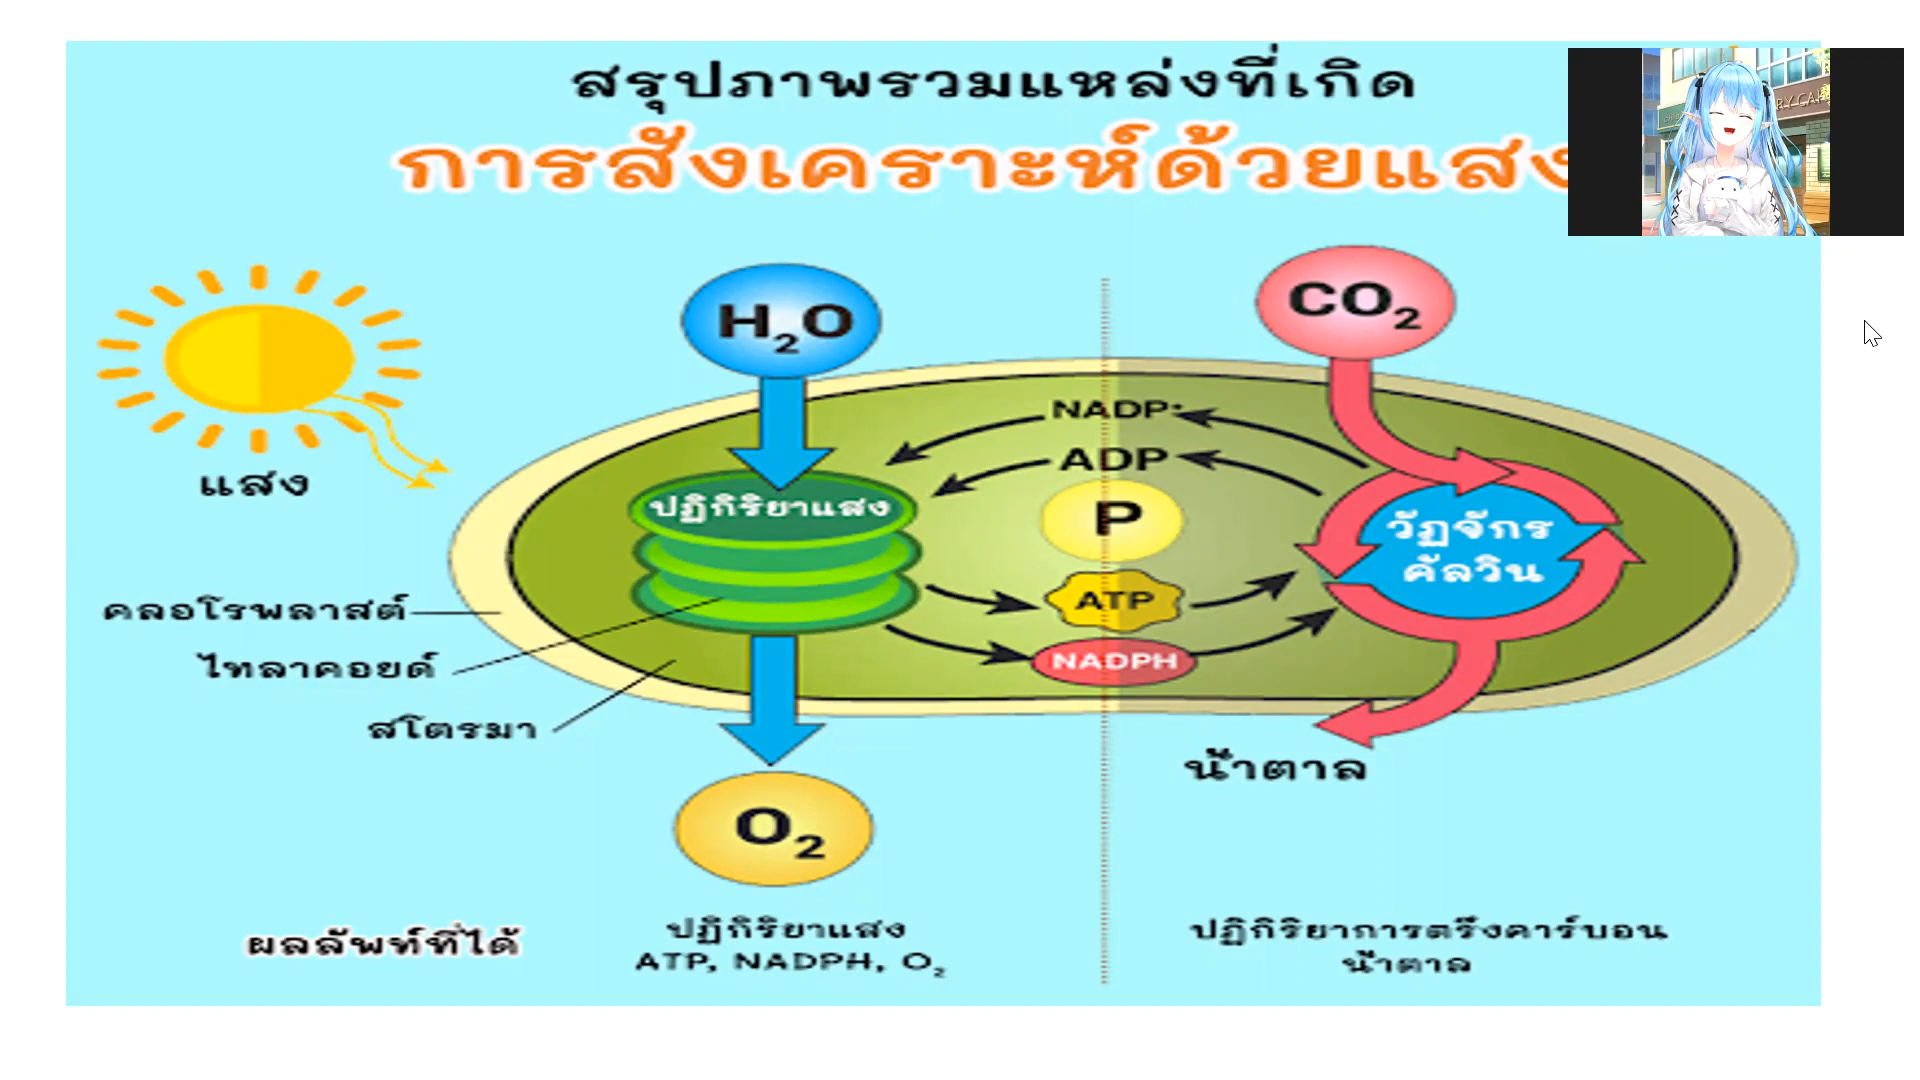 สรุปภาพรวมแหล่งที่เกิด
การสังเคราะห์ด้วยแสง
H₂O
CO₂
NADP⁺
ADP
แสง
ปฏิกิริยาแสง
P
วัฏจักร
คัลวิน
ATP
คลอโรพลาสต์
NADPH
ไทลาคอยด์
สโตรมา
น้ำตาล
O₂
ผลลัพท์ที่ได้
ปฏิกิริยาแสง
ATP, NADPH, O₂
ปฏิกิริยาการตรึงคาร์บอน
น้ำตาล